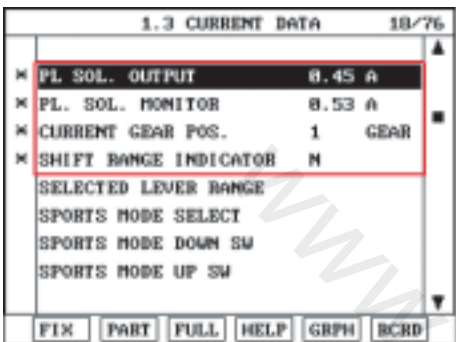 1.3 CURRENT DATA 18/76
* PL SOL. OUTPUT 0.45 A
* PL. SOL. MONITOR 0.53 A
* CURRENT GEAR POS. 1 GEAR
* SHIFT RANGE INDICATOR N
SELECTED LEVER RANGE
SPORTS MODE SELECT
SPORTS MODE DOWN SW
SPORTS MODE UP SW
FIX PART FULL HELP GRPH RCRD